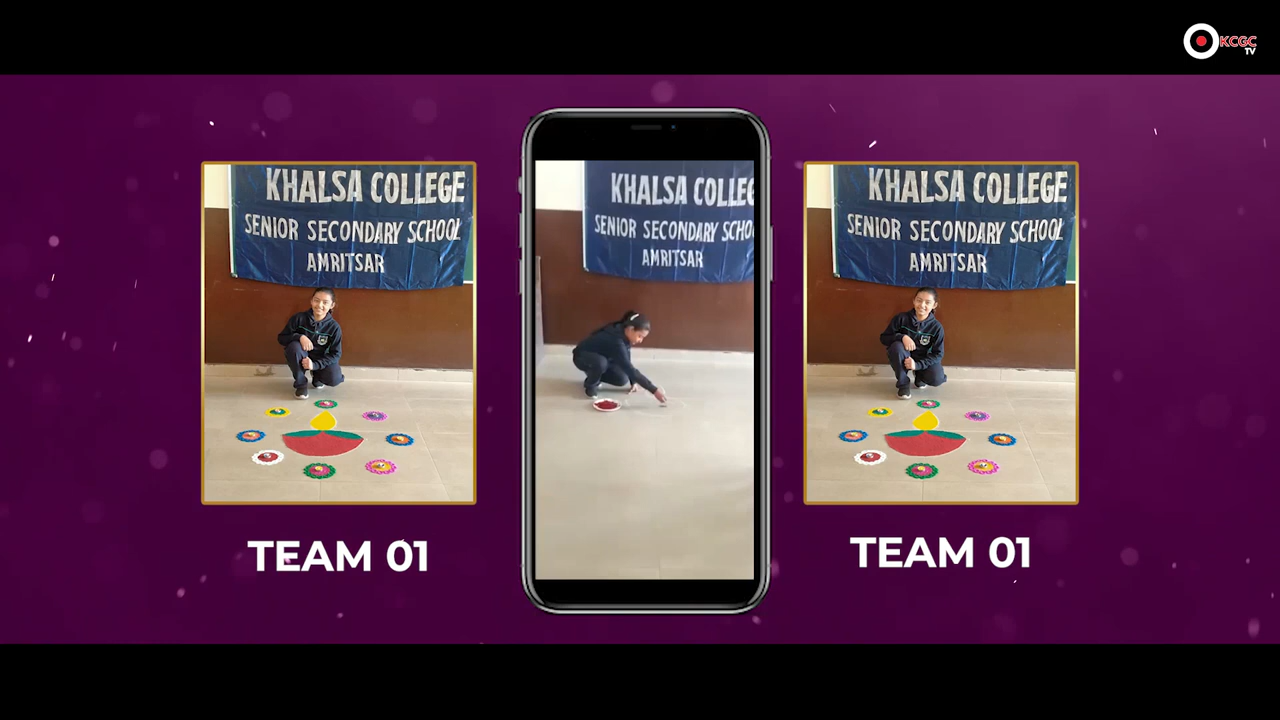 KCGC
TV
KHALSA COLLEGE
SENIOR SECONDARY SCHOOL
AMRITSAR
TEAM 01
KHALSA COLLEG
SENIOR SECONDARY SCHO
AMRITSAR
KHALSA COLLEGE
SENIOR SECONDARY SCHOOL
AMRITSAR
TEAM 01